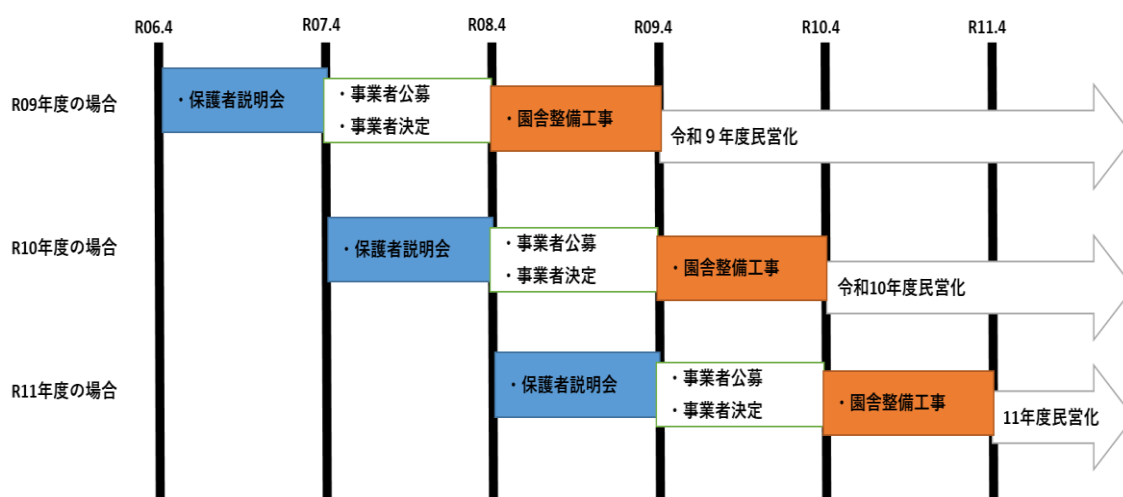 R06.4
R07.4
R08.4
R09.4
R10.4
R11.4
R09年度の場合
・保護者説明会
・事業者公募
・事業者決定
・園舎整備工事
令和９年度民営化
R10年度の場合
・保護者説明会
・事業者公募
・事業者決定
・園舎整備工事
令和10年度民営化
R11年度の場合
・保護者説明会
・事業者公募
・事業者決定
・園舎整備工事
11年度民営化